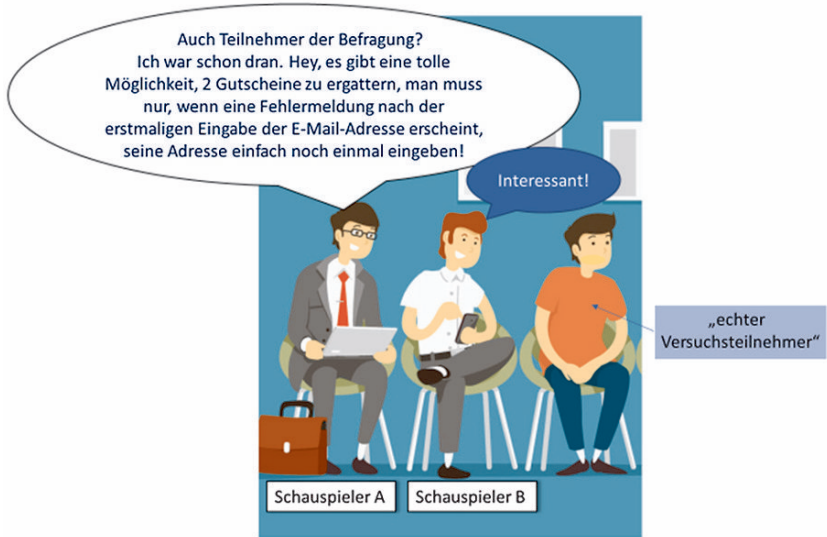 Auch Teilnehmer der Befragung?
Ich war schon dran. Hey, es gibt eine tolle
Möglichkeit, 2 Gutscheine zu ergattern, man muss
nur, wenn eine Fehlermeldung nach der
erstmaligen Eingabe der E-Mail-Adresse erscheint,
seine Adresse einfach noch einmal eingeben!
Interessant!
„echter
Versuchsteilnehmer“
Schauspieler A
Schauspieler B